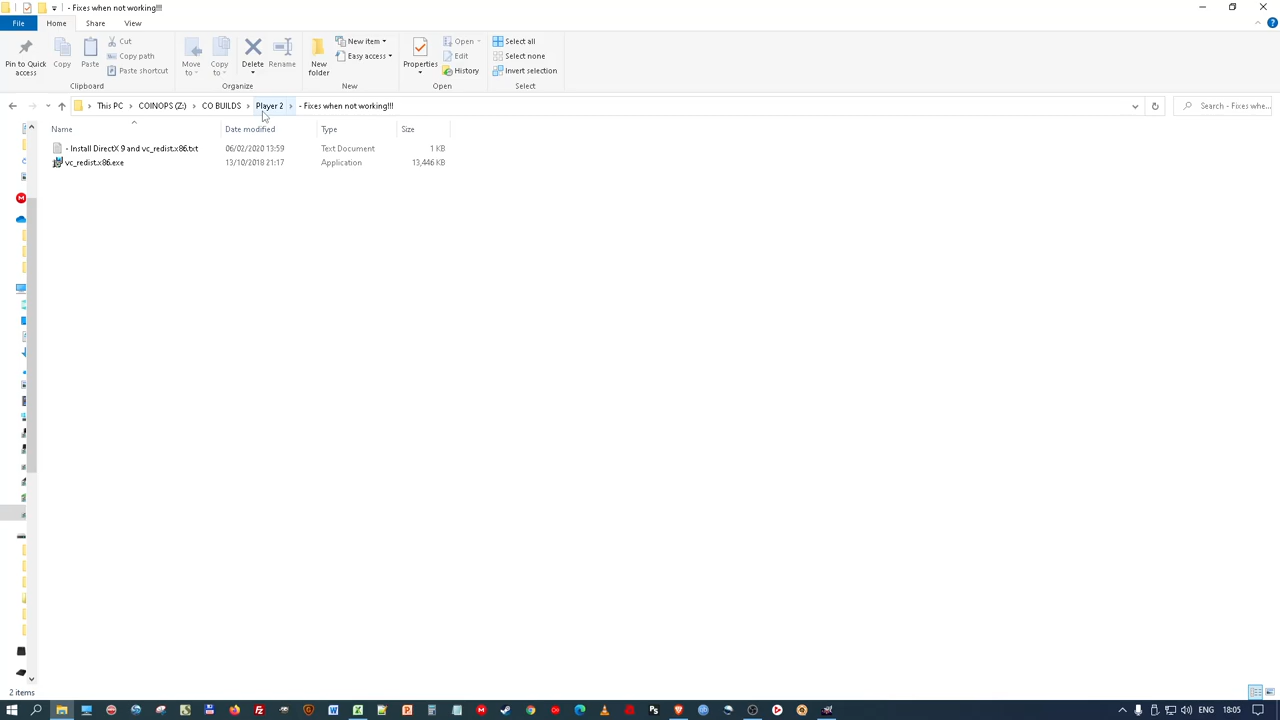 - Fixes when not working!!!
File Home Share View
Pin to Quick access
Copy
Paste
Cut
Copy path
Paste shortcut
Clipboard
Move to
Copy to
Delete
Rename
Organize
New folder
New item
Easy access
New
Properties
Open
Edit
History
Open
Select all
Select none
Invert selection
Select
This PC COINOPS (Z:) CO BUILDS Player 2 - Fixes when not working!!!
Search - Fixes whe...
Name Date modified Type Size
- Install DirectX 9 and vc_redist.x86.txt 06/02/2020 13:59 Text Document 1 KB
vc_redist.x86.exe 13/10/2018 21:17 Application 13,446 KB
2 items
ENG 18:05